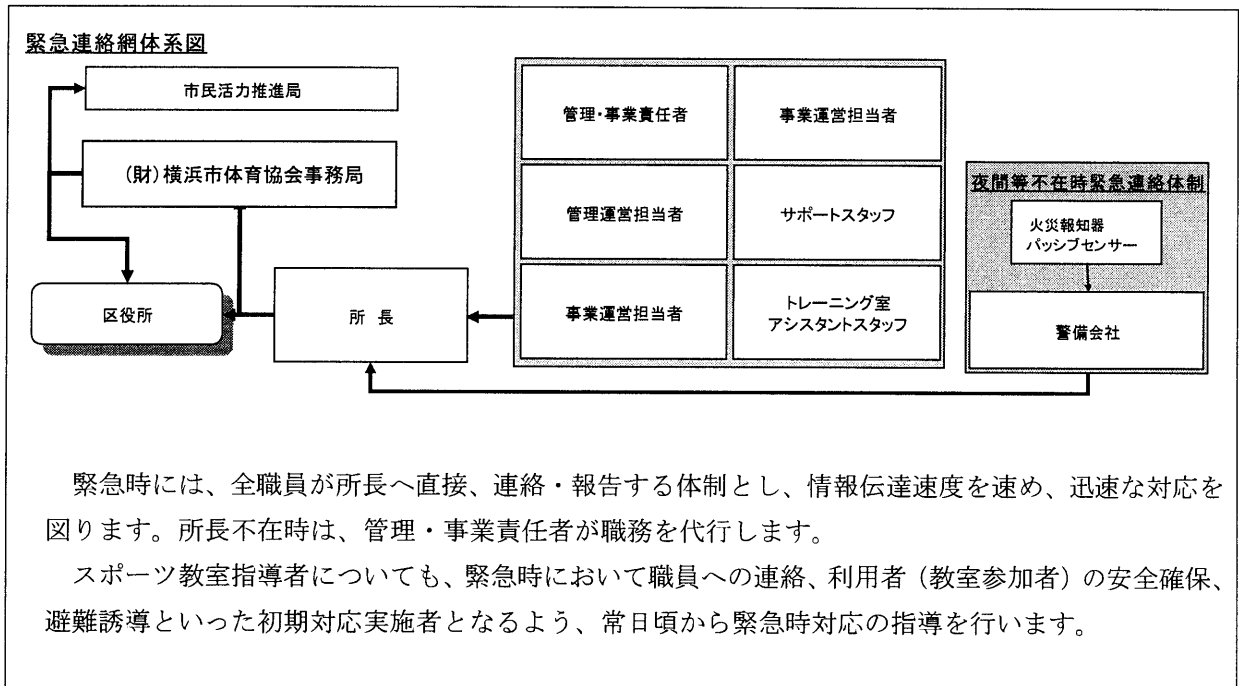 緊急連絡網体系図
市民活力推進局
(財)横浜市体育協会事務局
区役所
所 長
管理・事業責任者
事業運営担当者
管理運営担当者
サポートスタッフ
事業運営担当者
トレーニング室
アシスタントスタッフ
夜間等不在時緊急連絡体制
火災報知器
パッシブセンサー
警備会社
緊急時には、全職員が所長へ直接、連絡・報告する体制とし、情報伝達速度を速め、迅速な対応を
図ります。所長不在時は、管理・事業責任者が職務を代行します。
スポーツ教室指導者についても、緊急時において職員への連絡、利用者（教室参加者）の安全確保、
避難誘導といった初期対応実施者となるよう、常日頃から緊急時対応の指導を行います。